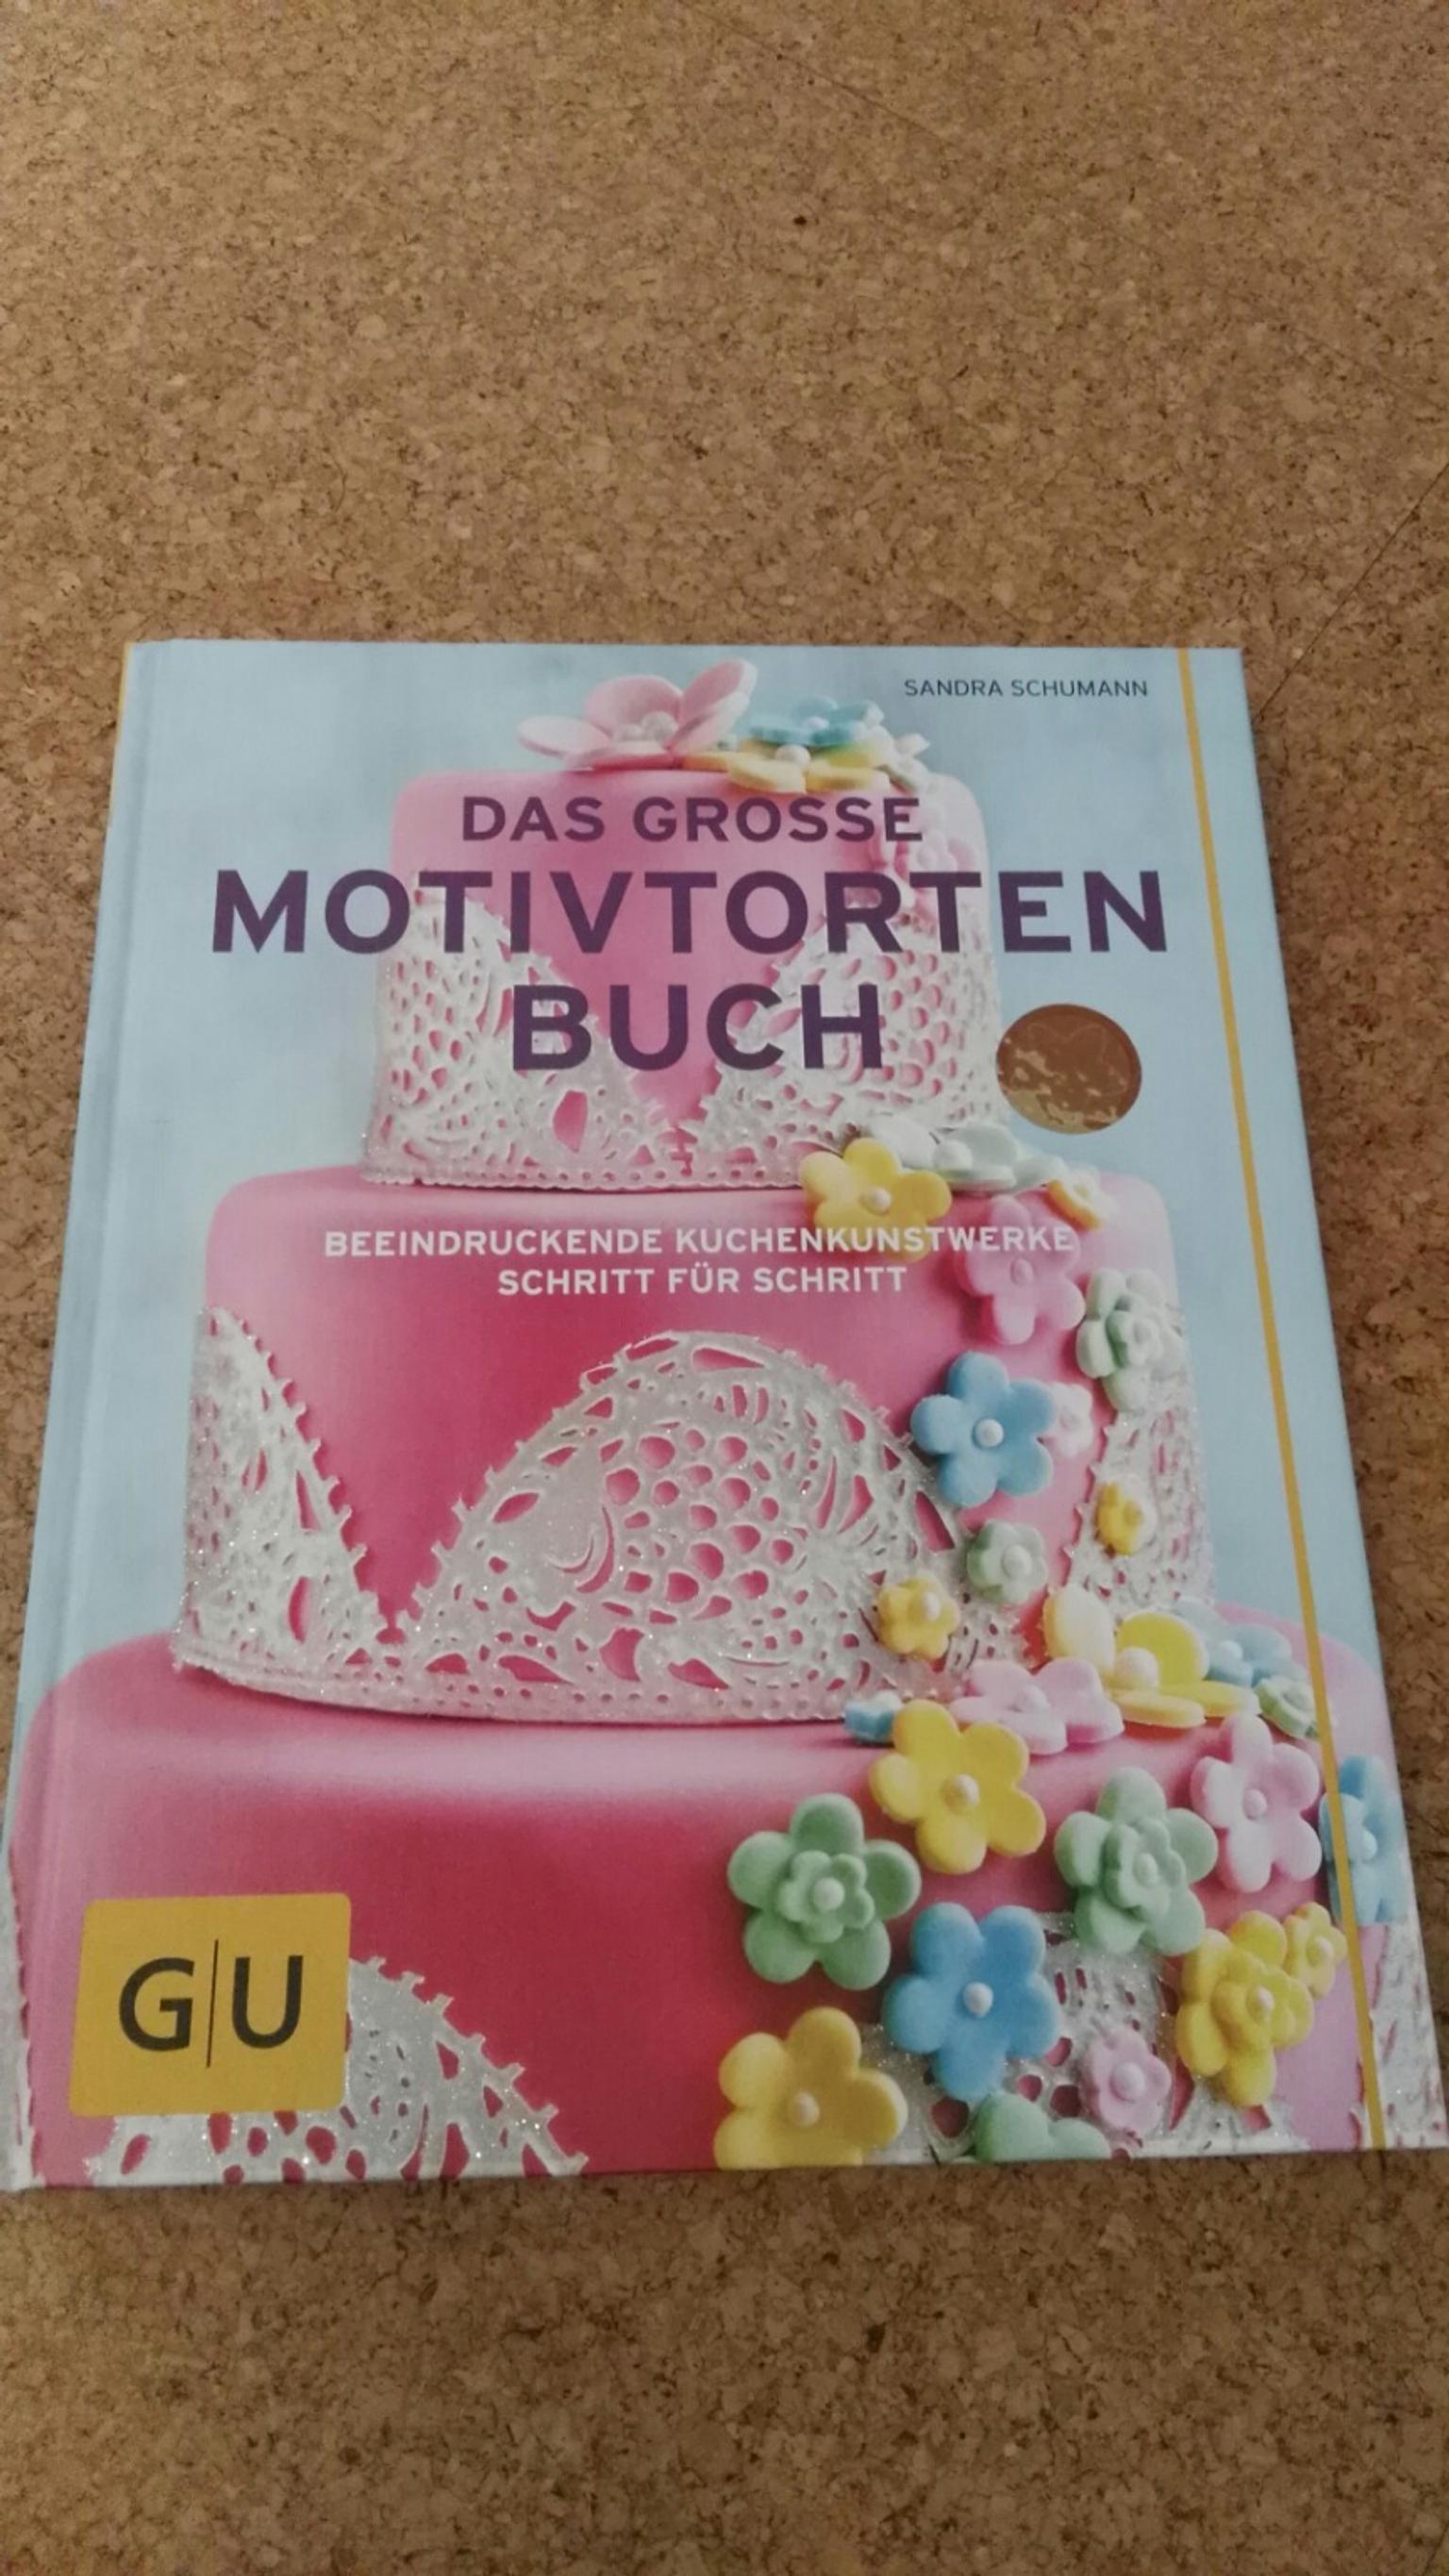 SANDRA SCHUMANN
DAS GROSSE
MOTIVTORTEN
BUCH
BEEINDRUCKENDE KUCHENKUNSTWERKE
SCHRITT FÜR SCHRITT
G|U